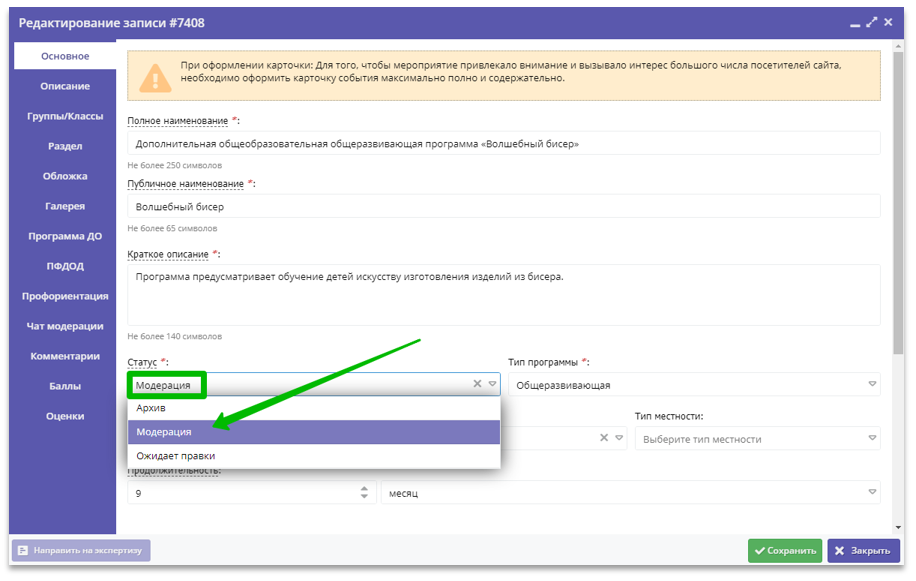 Редактирование записи #7408
Основное
Описание
Группы/Классы
Раздел
Обложка
Галерея
Программа ДО
ПФДОД
Профориентация
Чат модерации
Комментарии
Баллы
Оценки
При оформлении карточки: Для того, чтобы мероприятие привлекало внимание и вызывало интерес большого числа посетителей сайта,
необходимо оформить карточку события максимально полно и содержательно.
Полное наименование *:
Дополнительная общеобразовательная общеразвивающая программа «Волшебный бисер»
Не более 250 символов
Публичное наименование *:
Волшебный бисер
Не более 65 символов
Краткое описание *:
Программа предусматривает обучение детей искусству изготовления изделий из бисера.
Не более 140 символов
Статус *:
Тип программы *:
Модерация
Общеразвивающая
Архив
Модерация
Ожидает правки
Тип местности:
Выберите тип местности
Продолжительность:
9
месяц
Направить на экспертизу
Сохранить
Закрыть